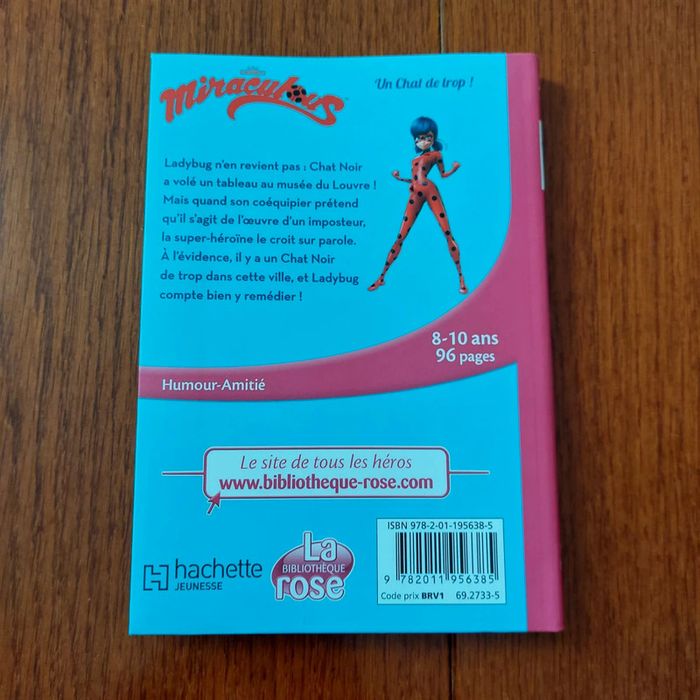 Miraculous
Un Chat de trop !
Ladybug n'en revient pas : Chat Noir
a volé un tableau au musée du Louvre !
Mais quand son coéquipier prétend
qu'il s'agit de l'œuvre d'un imposteur,
la super-héroïne le croit sur parole.
À l'évidence, il y a un Chat Noir
de trop dans cette ville, et Ladybug
compte bien y remédier !
8-10 ans
96 pages
Humour-Amitié
Le site de tous les héros
www.bibliotheque-rose.com
ISBN 978-2-01-195638-5
9 782011 956385
Code prix BRV1 69.2733-5
hachette
JEUNESSE
La
BIBLIOTHÈQUE
rose